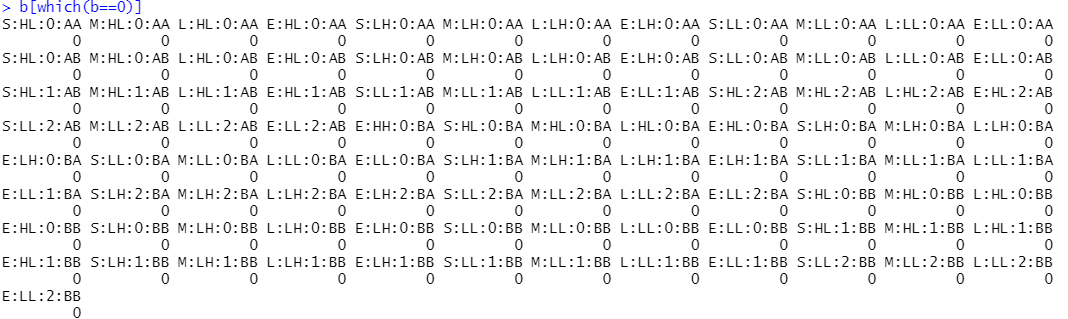 > b[which(b==0)]
S:HL:0:AA M:HL:0:AA L:HL:0:AA E:HL:0:AA S:LH:0:AA M:LH:0:AA L:LH:0:AA E:LH:0:AA S:LL:0:AA M:LL:0:AA L:LL:0:AA E:LL:0:AA
0 0 0 0 0 0 0 0 0 0 0 0
S:HL:0:AB M:HL:0:AB L:HL:0:AB E:HL:0:AB S:LH:0:AB M:LH:0:AB L:LH:0:AB E:LH:0:AB S:LL:0:AB M:LL:0:AB L:LL:0:AB E:LL:0:AB
0 0 0 0 0 0 0 0 0 0 0 0
S:HL:1:AB M:HL:1:AB L:HL:1:AB E:HL:1:AB S:LL:1:AB M:LL:1:AB L:LL:1:AB E:LL:1:AB S:HL:2:AB M:HL:2:AB L:HL:2:AB E:HL:2:AB
0 0 0 0 0 0 0 0 0 0 0 0
S:LL:2:AB M:LL:2:AB L:LL:2:AB E:LL:2:AB E:HH:0:BA S:HL:0:BA M:HL:0:BA L:HL:0:BA E:HL:0:BA S:LH:0:BA M:LH:0:BA L:LH:0:BA
0 0 0 0 0 0 0 0 0 0 0 0
E:LH:0:BA S:LL:0:BA M:LL:0:BA L:LL:0:BA E:LL:0:BA S:LH:1:BA M:LH:1:BA L:LH:1:BA E:LH:1:BA S:LL:1:BA M:LL:1:BA L:LL:1:BA
0 0 0 0 0 0 0 0 0 0 0 0
E:LL:1:BA S:LH:2:BA M:LH:2:BA L:LH:2:BA E:LH:2:BA S:LL:2:BA M:LL:2:BA L:LL:2:BA E:LL:2:BA S:HL:0:BB M:HL:0:BB L:HL:0:BB
0 0 0 0 0 0 0 0 0 0 0 0
E:HL:0:BB S:LH:0:BB M:LH:0:BB L:LH:0:BB E:LH:0:BB S:LL:0:BB M:LL:0:BB L:LL:0:BB E:LL:0:BB S:HL:1:BB M:HL:1:BB L:HL:1:BB
0 0 0 0 0 0 0 0 0 0 0 0
E:HL:1:BB S:LH:1:BB M:LH:1:BB L:LH:1:BB E:LH:1:BB S:LL:1:BB M:LL:1:BB L:LL:1:BB E:LL:1:BB S:LL:2:BB M:LL:2:BB L:LL:2:BB
0 0 0 0 0 0 0 0 0 0 0 0
E:LL:2:BB
0